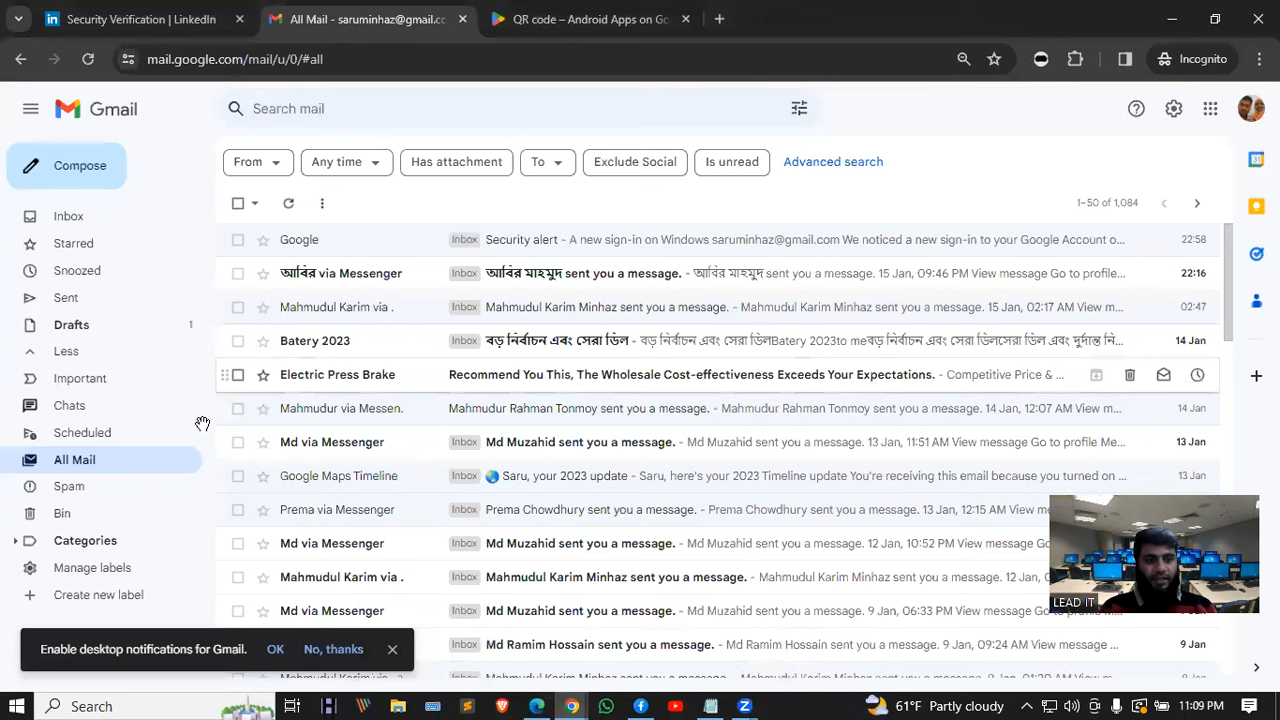 Security Verification | LinkedIn
All Mail - saruminhaz@gmail.cc
QR code – Android Apps on Go
mail.google.com/mail/u/0/#all
Incognito
Gmail
Search mail
Compose
From
Any time
Has attachment
To
Exclude Social
Is unread
Advanced search
1–50 of 1,084
Inbox
Starred
Snoozed
Sent
Drafts 1
Less
Important
Chats
Scheduled
All Mail
Spam
Bin
Categories
Manage labels
Create new label
Google Inbox Security alert - A new sign-in on Windows saruminhaz@gmail.com We noticed a new sign-in to your Google Account o... 22:58
আবির via Messenger Inbox আবির মাহমুদ sent you a message. - আবির মাহমুদ sent you a message. 15 Jan, 09:46 PM View message Go to profile... 22:16
Mahmudul Karim via . Inbox Mahmudul Karim Minhaz sent you a message. - Mahmudul Karim Minhaz sent you a message. 15 Jan, 02:17 AM View m... 02:47
Batery 2023 Inbox বড় নির্বাচন এবং সেরা ডিল - বড় নির্বাচন এবং সেরা ডিলBatery 2023to meবড় নির্বাচন এবং সেরা ডিলসেরা ডিল এবং দুর্দান্ত নি... 14 Jan
Electric Press Brake Recommend You This, The Wholesale Cost-effectiveness Exceeds Your Expectations. - Competitive Price & ...
Mahmudur via Messen. Mahmudur Rahman Tonmoy sent you a message. - Mahmudur Rahman Tonmoy sent you a message. 14 Jan, 12:07 AM View m... 14 Jan
Md via Messenger Inbox Md Muzahid sent you a message. - Md Muzahid sent you a message. 13 Jan, 11:51 AM View message Go to profile Me... 13 Jan
Google Maps Timeline Inbox Saru, your 2023 update - Saru, here's your 2023 Timeline update You're receiving this email because you turned on ... 13 Jan
Prema via Messenger Inbox Prema Chowdhury sent you a message. - Prema Chowdhury sent you a message. 13 Jan, 12:15 AM View
Md via Messenger Inbox Md Muzahid sent you a message. - Md Muzahid sent you a message. 12 Jan, 10:52 PM View message
Mahmudul Karim via . Inbox Mahmudul Karim Minhaz sent you a message. - Mahmudul Karim Minhaz sent you a message. 12 Jan,
Md via Messenger Inbox Md Muzahid sent you a message. - Md Muzahid sent you a message. 9 Jan, 06:33 PM View message Go to
Md Ramim Hossain Inbox Md Ramim Hossain sent you a message. - Md Ramim Hossain sent you a message. 9 Jan, 09:24 AM View message ... 9 Jan
LEAD IT
Enable desktop notifications for Gmail. OK No, thanks
Search
61°F Partly cloudy
11:09 PM